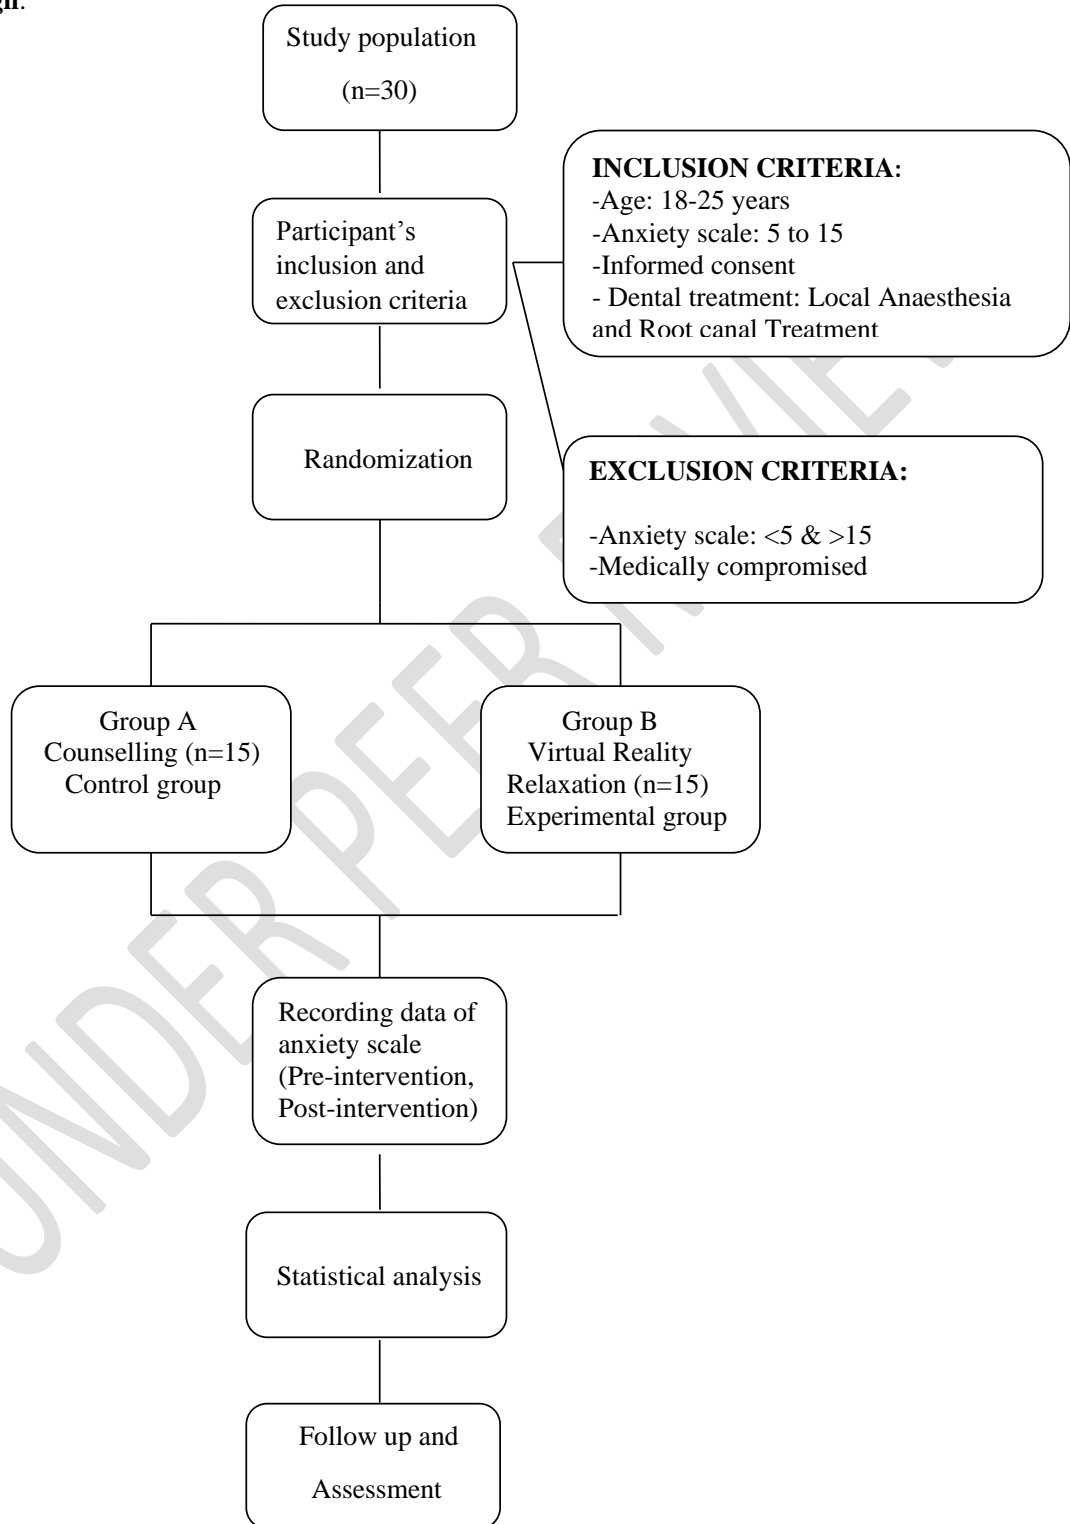 gn.
Study population
(n=30)
INCLUSION CRITERIA:
-Age: 18-25 years
-Anxiety scale: 5 to 15
-Informed consent
- Dental treatment: Local Anaesthesia
and Root canal Treatment
Participant’s
inclusion and
exclusion criteria
Randomization
EXCLUSION CRITERIA:
-Anxiety scale: <5 & >15
-Medically compromised
Group A
Counselling (n=15)
Control group
Group B
Virtual Reality
Relaxation (n=15)
Experimental group
Recording data of
anxiety scale
(Pre-intervention,
Post-intervention)
Statistical analysis
Follow up and
Assessment
UNDER PEER REVIEW